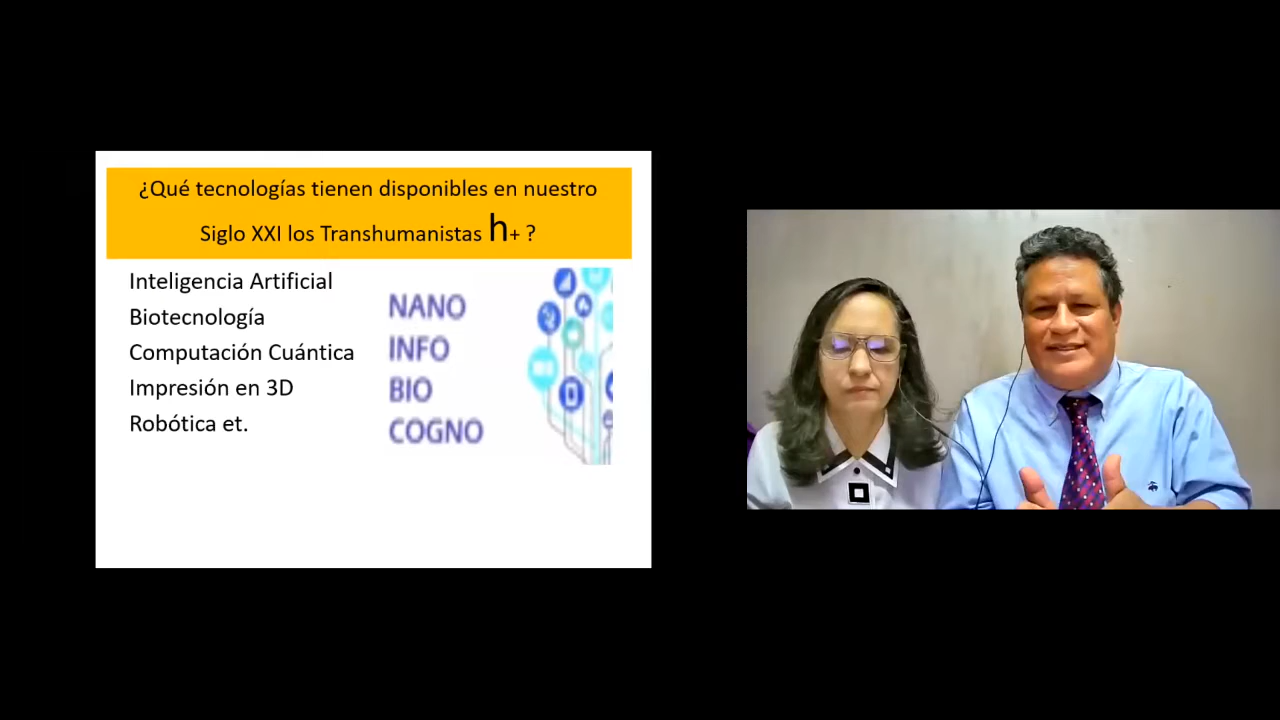 ¿Qué tecnologías tienen disponibles en nuestro
Siglo XXI los Transhumanistas h+ ?
Inteligencia Artificial
Biotecnología
Computación Cuántica
Impresión en 3D
Robótica et.
NANO
INFO
BIO
COGNO